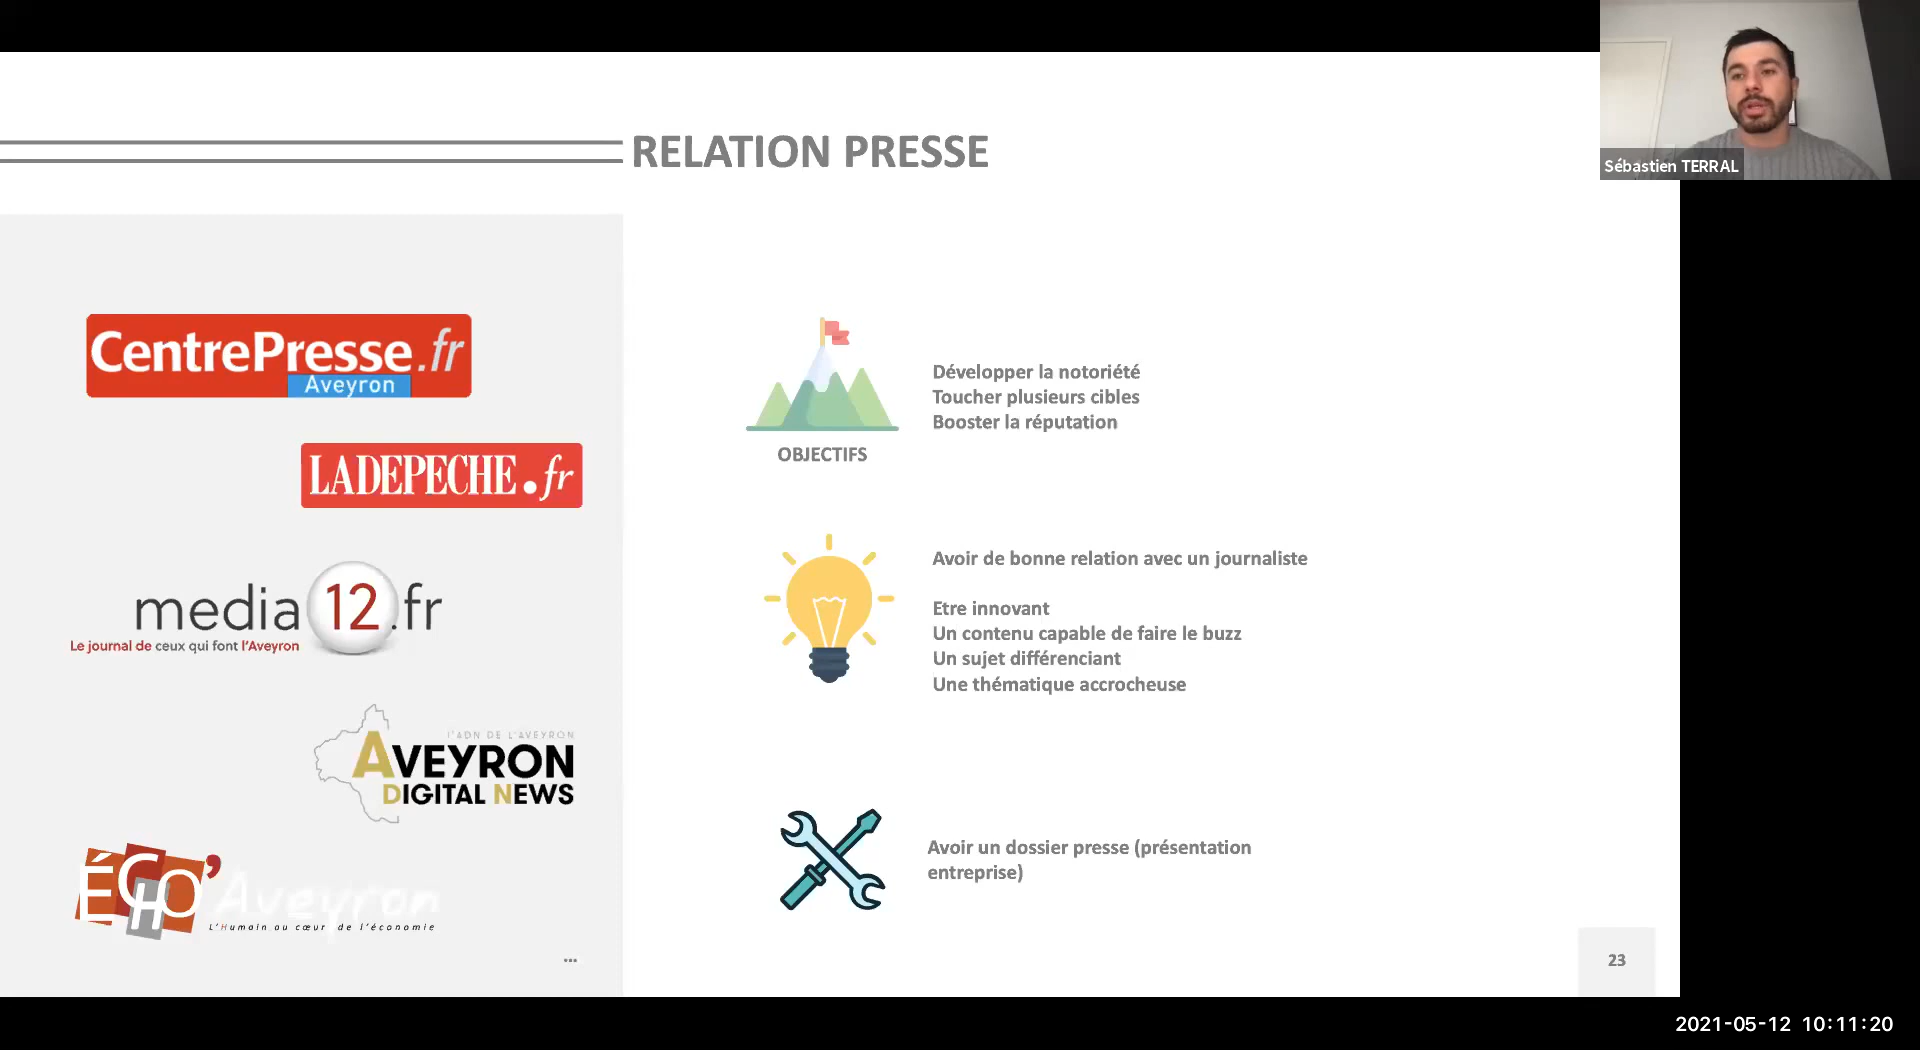 Sébastien TERRAL
RELATION PRESSE
CentrePresse.fr
Aveyron
LADEPECHE.fr
media12.fr
Le journal de ceux qui font l'Aveyron
l'ADN DE L'AVEYRON
AVEYRON
DIGITAL NEWS
ÉCHO'Aveyron
L'Humain au cœur de l'économie
...
Développer la notoriété
Toucher plusieurs cibles
Booster la réputation
OBJECTIFS
Avoir de bonne relation avec un journaliste
Etre innovant
Un contenu capable de faire le buzz
Un sujet différenciant
Une thématique accrocheuse
Avoir un dossier presse (présentation
entreprise)
23
2021-05-12 10:11:20